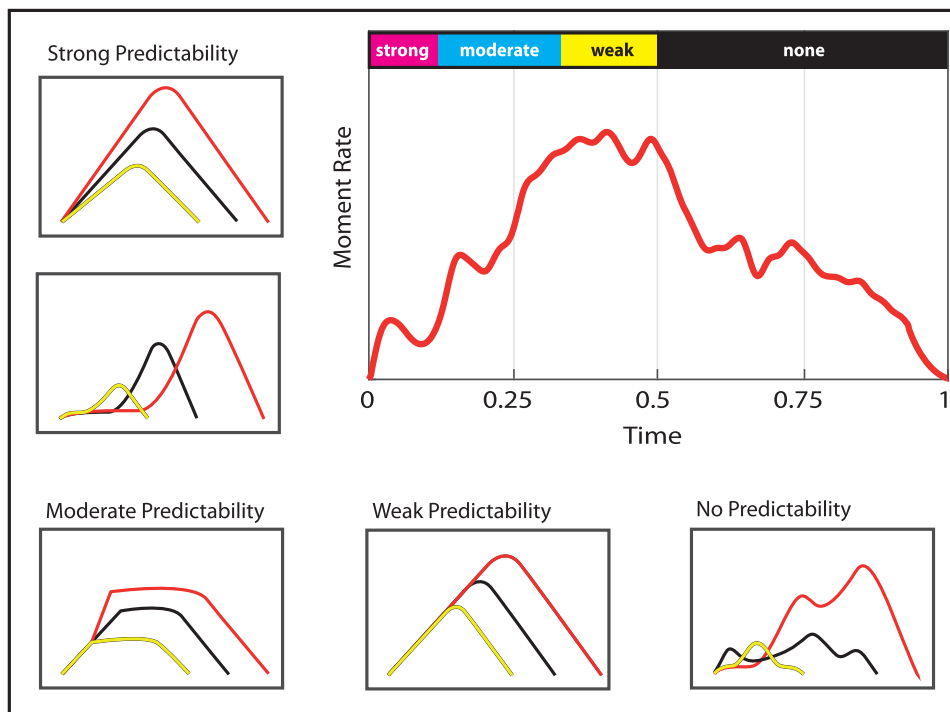 Strong Predictability
strong moderate weak none
Moment Rate
0 0.25 0.5 0.75 1
Time
Moderate Predictability
Weak Predictability
No Predictability